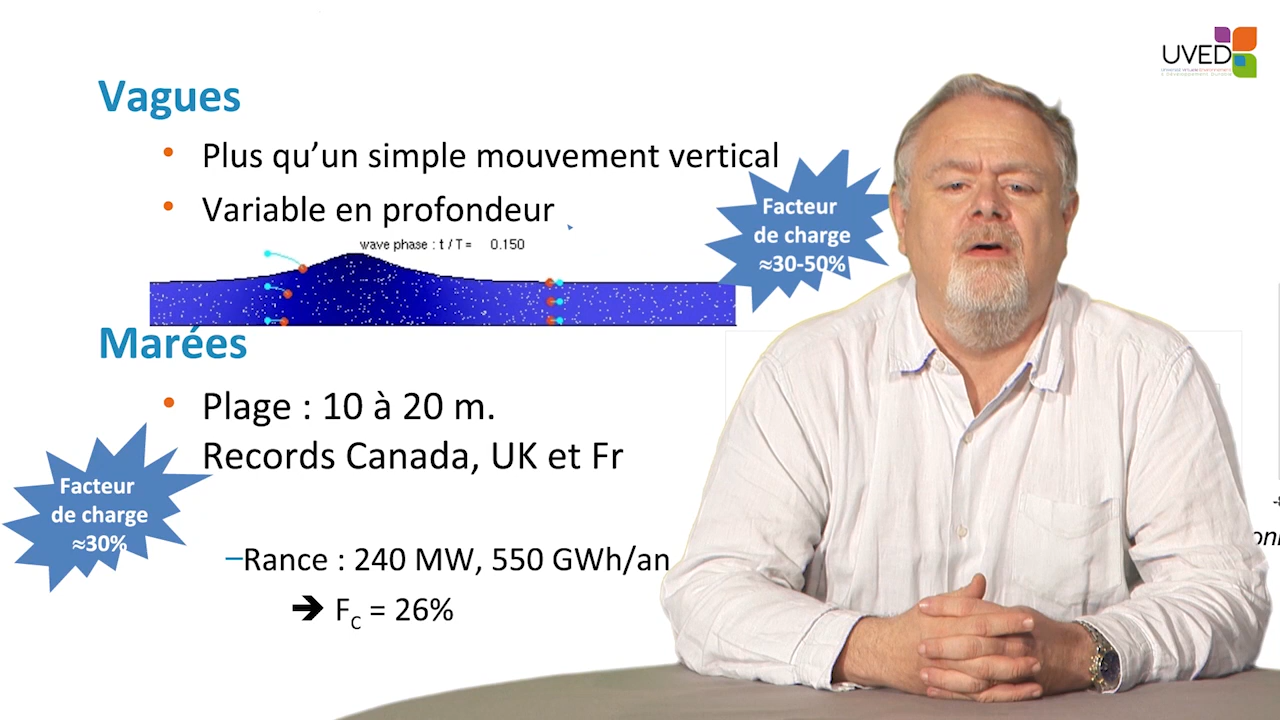 UVED
Vagues
• Plus qu’un simple mouvement vertical
• Variable en profondeur
Facteur
de charge
≈30-50%
wave phase : t / T = 0.150
Marées
• Plage : 10 à 20 m.
Records Canada, UK et Fr
Facteur
de charge
≈30%
–Rance : 240 MW, 550 GWh/an
➔ FC = 26%